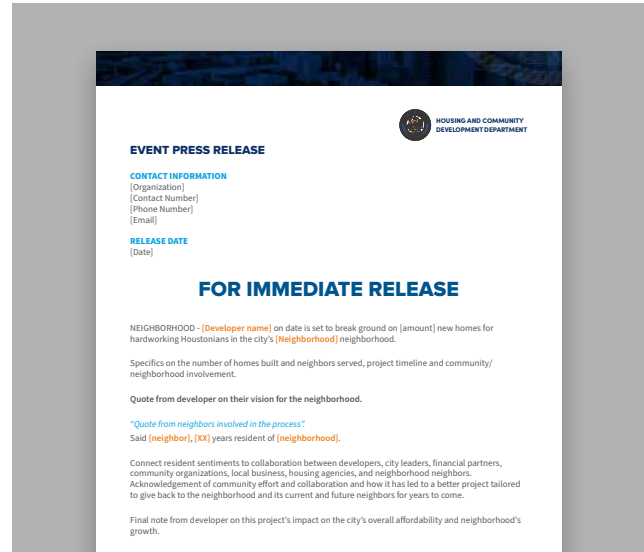 HOUSING AND COMMUNITY
DEVELOPMENT DEPARTMENT
EVENT PRESS RELEASE
CONTACT INFORMATION
[Organization]
[Contact Number]
[Phone Number]
[Email]
RELEASE DATE
[Date]
FOR IMMEDIATE RELEASE
NEIGHBORHOOD - [Developer name] on date is set to break ground on [amount] new homes for
hardworking Houstonians in the city's [Neighborhood] neighborhood.
Specifics on the number of homes built and neighbors served, project timeline and community/
neighborhood involvement.
Quote from developer on their vision for the neighborhood.
"Quote from neighbors involved in the process".
Said [neighbor], [XX] years resident of [neighborhood].
Connect resident sentiments to collaboration between developers, city leaders, financial partners,
community organizations, local business, housing agencies, and neighborhood neighbors.
Acknowledgement of community effort and collaboration and how it has led to a better project tailored
to give back to the neighborhood and its current and future neighbors for years to come.
Final note from developer on this project's impact on the city's overall affordability and neighborhood's
growth.